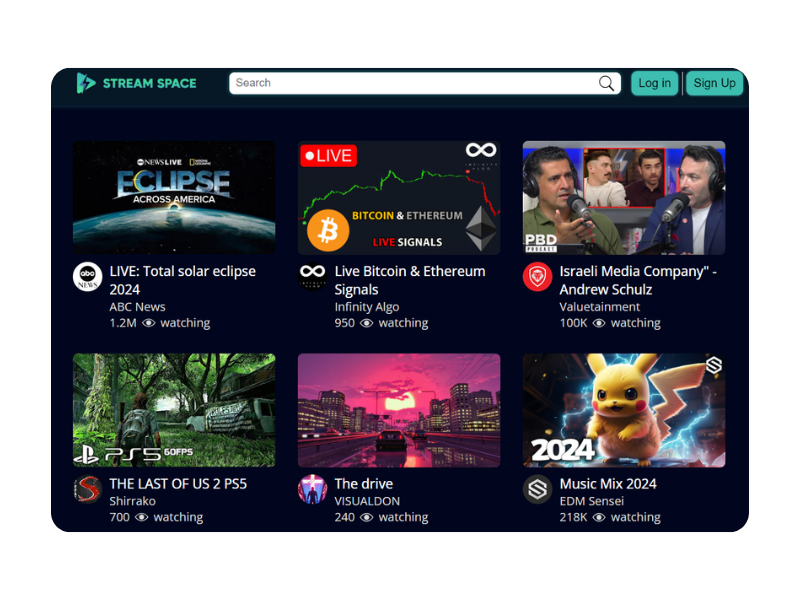 STREAM SPACE
Search
Log in
Sign Up
abc NEWS LIVE NATIONAL GEOGRAPHIC
ECLIPSE
ACROSS AMERICA
LIVE
INFINITY
ALGO
BITCOIN & ETHEREUM
LIVE SIGNALS
PBD
PODCAST
abc
NEWS
LIVE: Total solar eclipse
2024
ABC News
1.2M watching
Live Bitcoin & Ethereum
Signals
Infinity Algo
950 watching
Israeli Media Company" -
Andrew Schulz
Valuetainment
100K watching
PS5 60FPS
2024
THE LAST OF US 2 PS5
Shirrako
700 watching
The drive
VISUALDON
240 watching
Music Mix 2024
EDM Sensei
218K watching